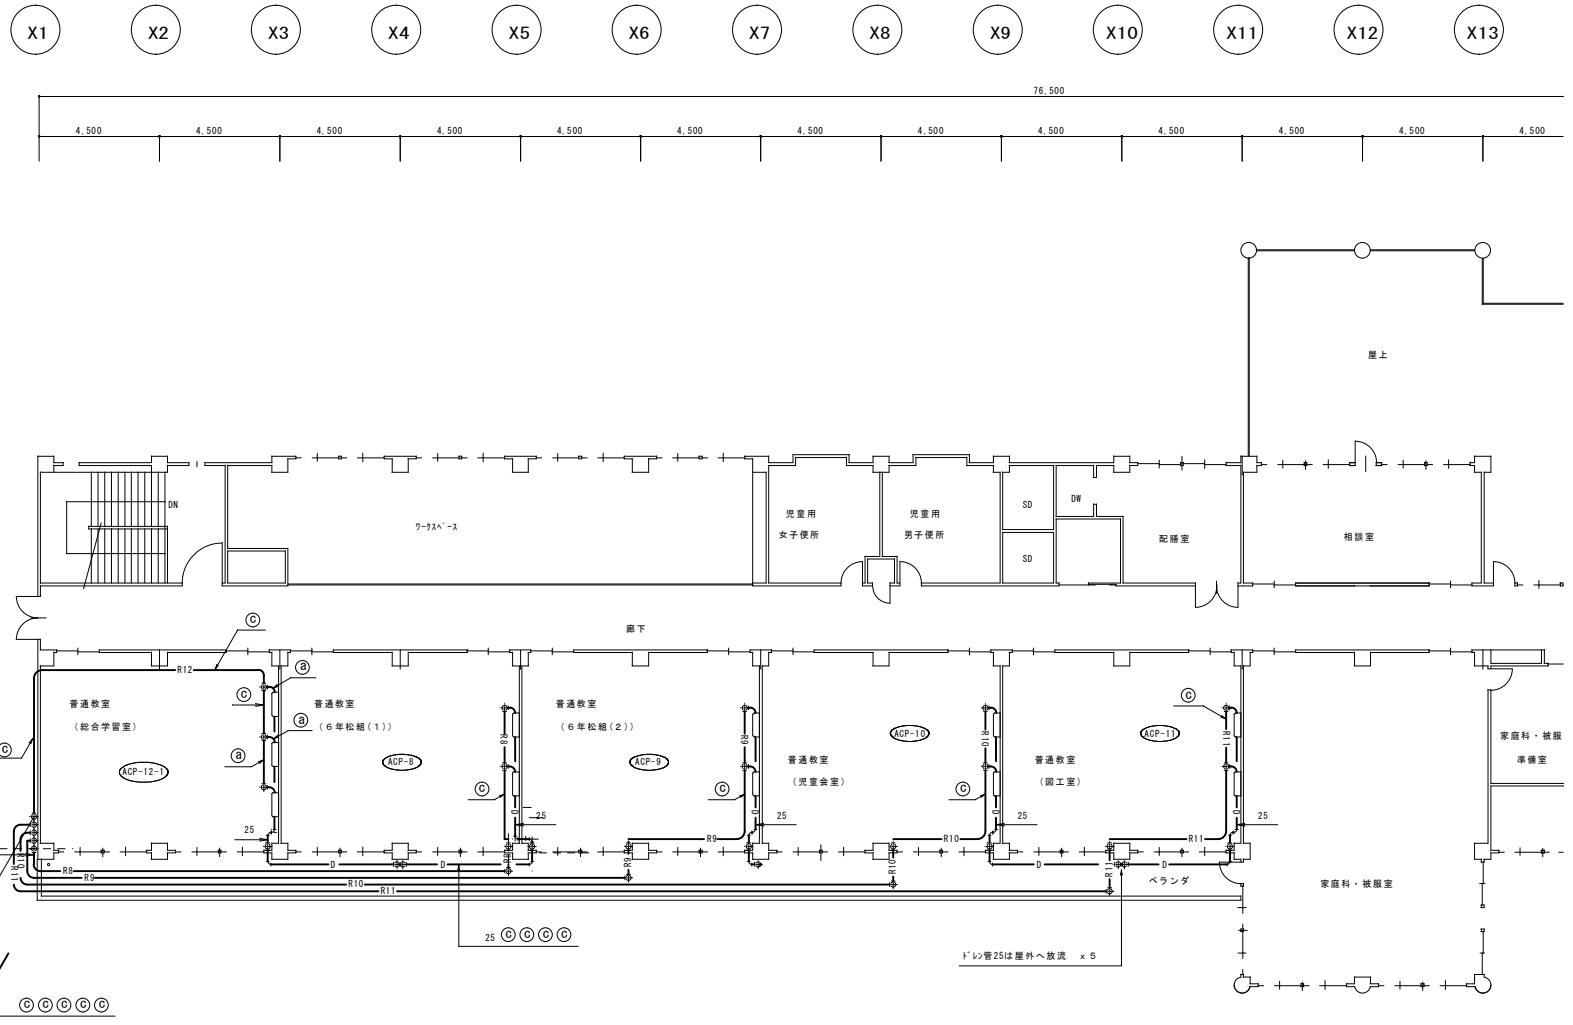 X1 X2 X3 X4 X5 X6 X7 X8 X9 X10 X11 X12 X13
76,500
4,500 4,500 4,500 4,500 4,500 4,500 4,500 4,500 4,500 4,500 4,500 4,500 4,500
屋上
DN
ワークスペース
児童用
女子便所
児童用
男子便所
SD
SD
DW
配膳室
相談室
廊下
ⓒ
R12
ⓐ
ⓒ
ⓐ
ⓐ
ⓒ
普通教室
(総合学習室)
ACP-12-1
25
普通教室
(6年松組(1))
ACP-8
R8
ⓒ
D
25
普通教室
(6年松組(2))
ACP-9
R9
ⓒ
D
25
R9
普通教室
(児童会室)
ACP-10
R10
ⓒ
D
25
R10
普通教室
(図工室)
ACP-11
ⓒ
R11
D
25
R11
家庭科・被服
準備室
D D D D
R8 R9 R10 R11
R8
R9
R10
R11
R10
R11
ベランダ
家庭科・被服室
25 ⓒⓒⓒⓒ
ドレン管25は屋外へ放流 x5
ⓒⓒⓒⓒⓒ